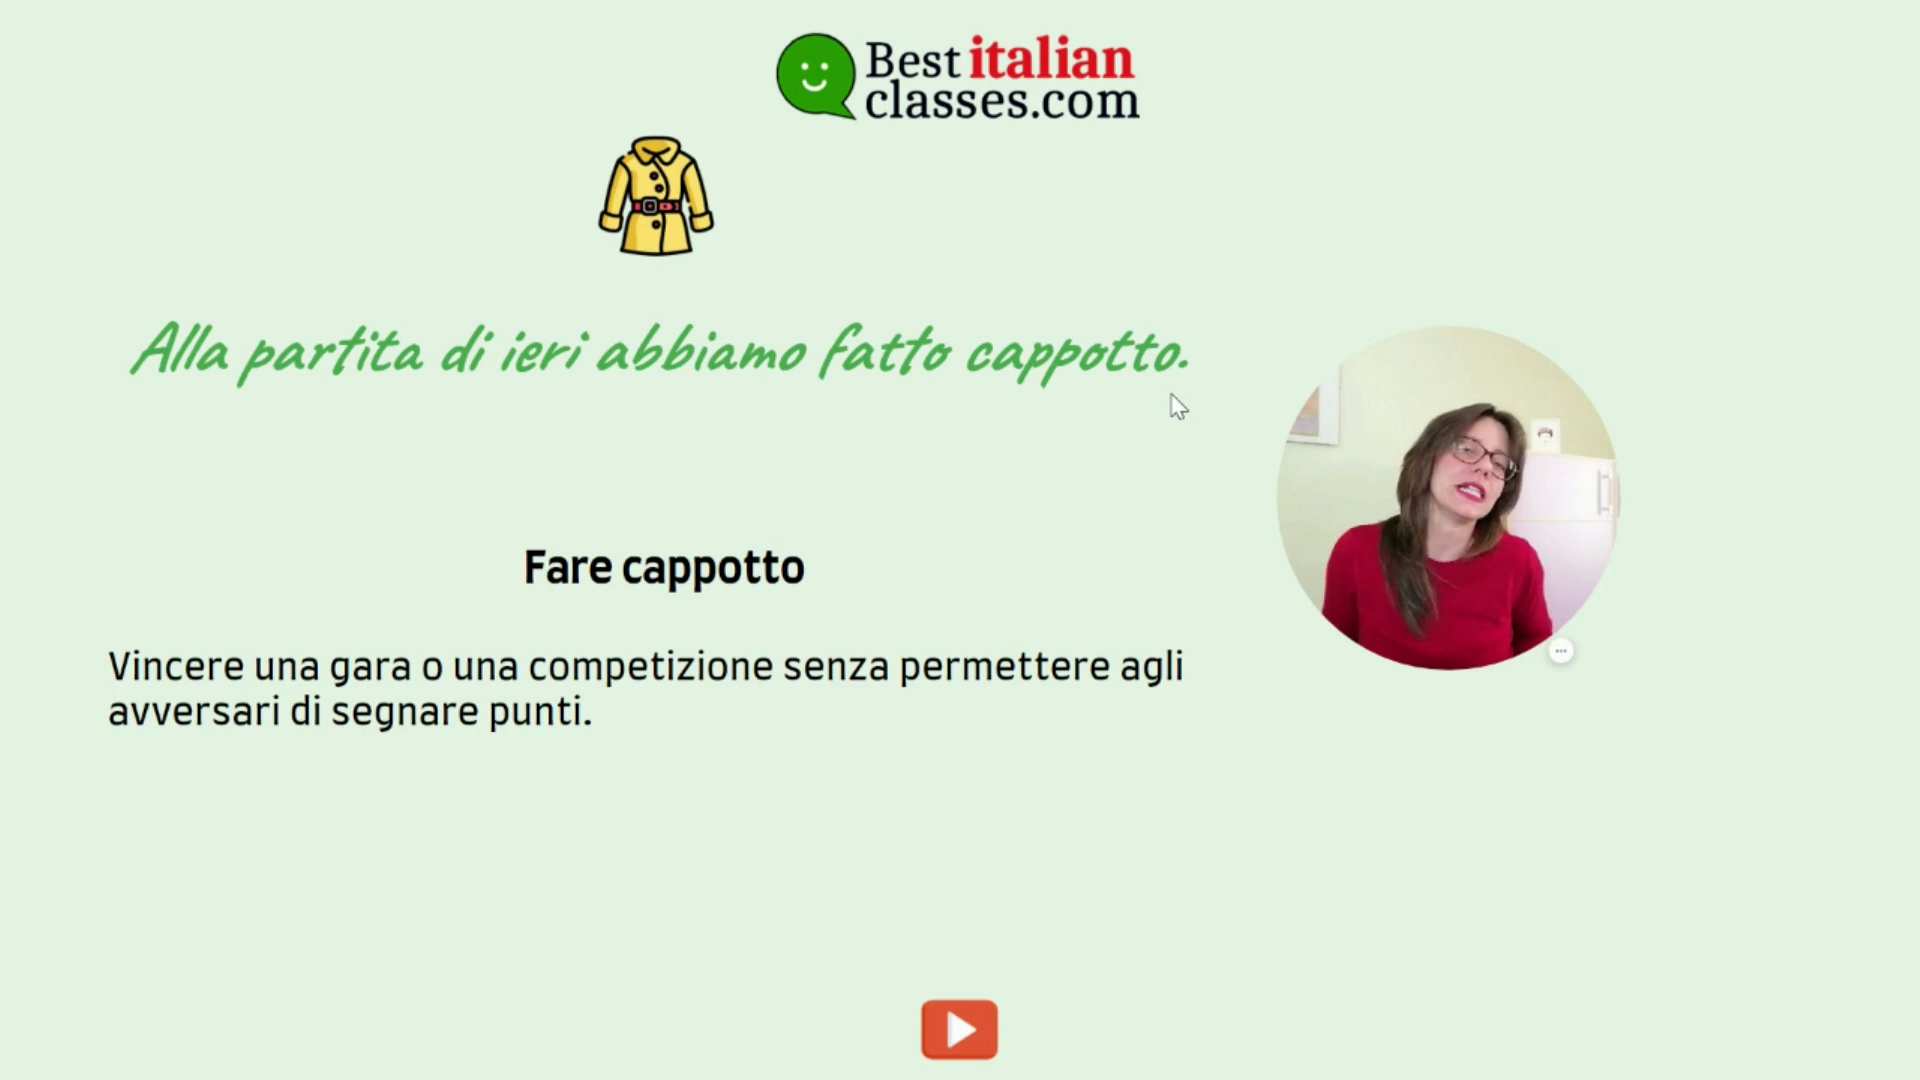 Best italian
classes.com
Alla partita di ieri abbiamo fatto cappotto.
Fare cappotto
Vincere una gara o una competizione senza permettere agli
avversari di segnare punti.